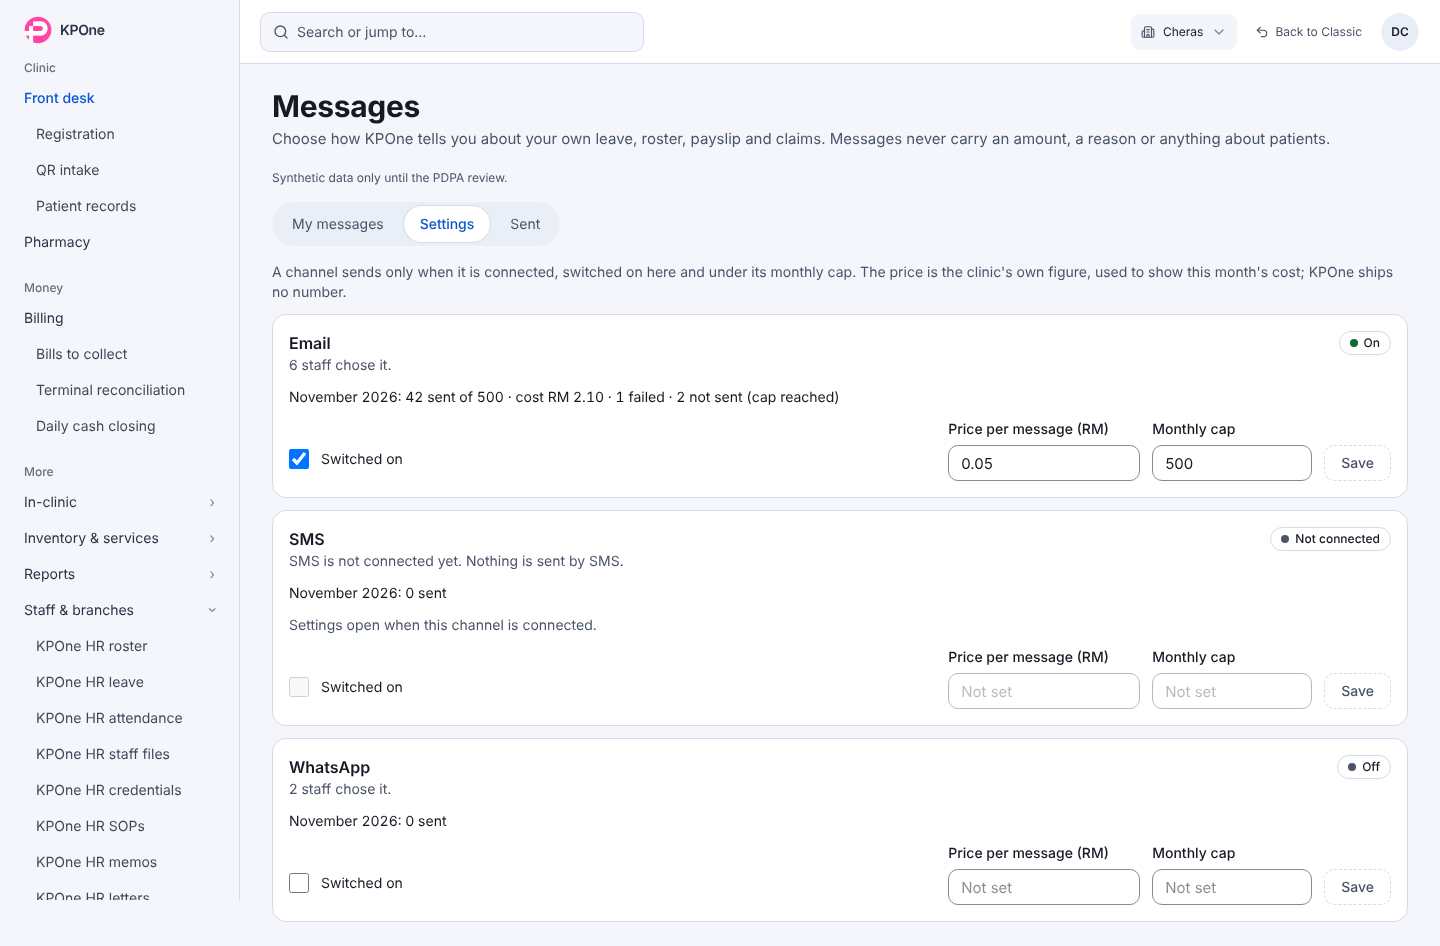 KPOne
Search or jump to...
Cheras
Back to Classic
DC
Clinic
Front desk
Registration
QR intake
Patient records
Pharmacy
Money
Billing
Bills to collect
Terminal reconciliation
Daily cash closing
More
In-clinic
Inventory & services
Reports
Staff & branches
KPOne HR roster
KPOne HR leave
KPOne HR attendance
KPOne HR staff files
KPOne HR credentials
KPOne HR SOPs
KPOne HR memos
KPOne HR letters
Messages
Choose how KPOne tells you about your own leave, roster, payslip and claims. Messages never carry an amount, a reason or anything about patients.
Synthetic data only until the PDPA review.
My messages
Settings
Sent
A channel sends only when it is connected, switched on here and under its monthly cap. The price is the clinic's own figure, used to show this month's cost; KPOne ships
no number.
Email
On
6 staff chose it.
November 2026: 42 sent of 500 · cost RM 2.10 · 1 failed · 2 not sent (cap reached)
Price per message (RM)
Monthly cap
Switched on
0.05
500
Save
SMS
Not connected
SMS is not connected yet. Nothing is sent by SMS.
November 2026: 0 sent
Settings open when this channel is connected.
Price per message (RM)
Monthly cap
Switched on
Not set
Not set
Save
WhatsApp
Off
2 staff chose it.
November 2026: 0 sent
Price per message (RM)
Monthly cap
Switched on
Not set
Not set
Save